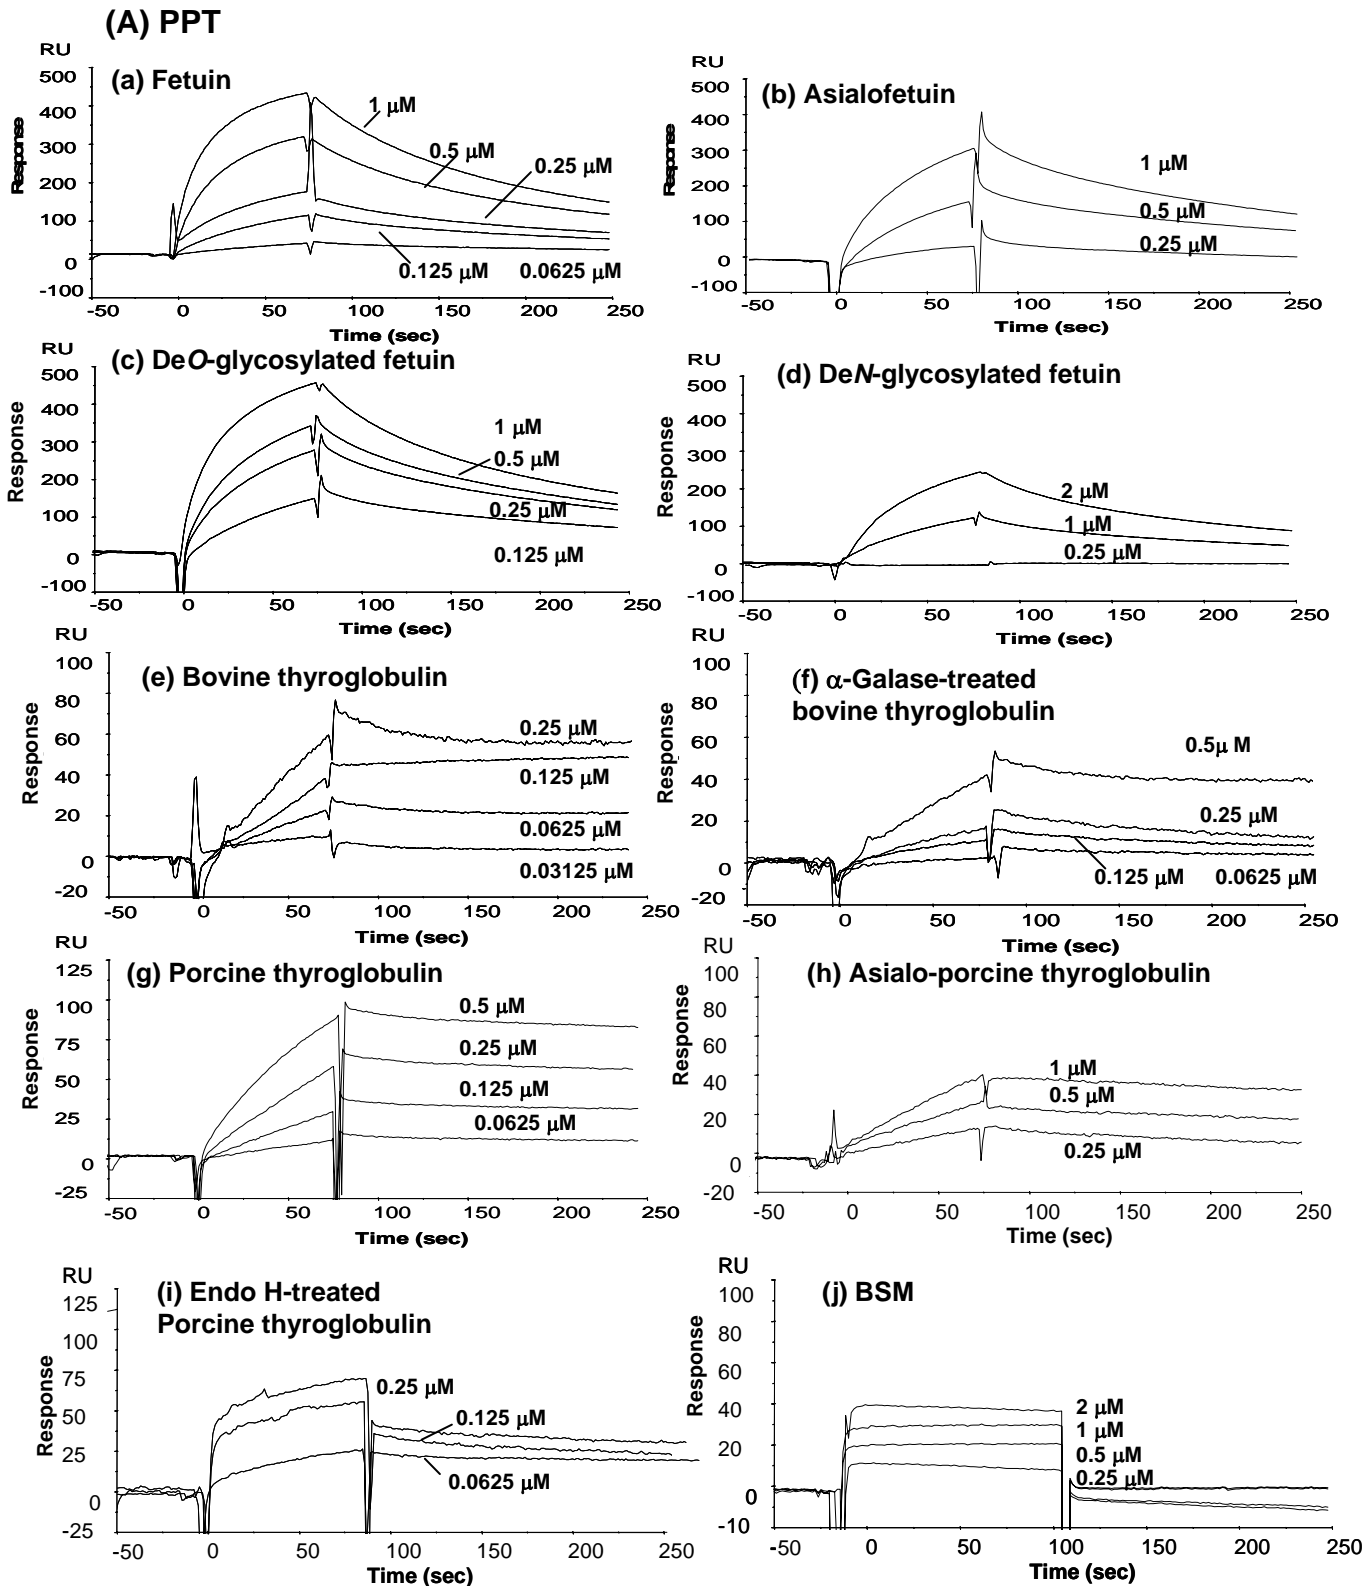 (A) PPT
RU
500
400
300
200
100
0
-100
Response
(a) Fetuin
1 μM
0.5 μM
0.25 μM
0.125 μM 0.0625 μM
-50 0 50 100 150 200 250
Time (sec)
RU
500
400
300
200
100
0
-100
Response
(b) Asialofetuin
1 μM
0.5 μM
0.25 μM
-50 0 50 100 150 200 250
Time (sec)
RU
500
400
300
200
100
0
-100
Response
(c) DeO-glycosylated fetuin
1 μM
0.5 μM
0.25 μM
0.125 μM
-50 0 50 100 150 200 250
Time (sec)
RU
500
400
300
200
100
0
-100
Response
(d) DeN-glycosylated fetuin
2 μM
1 μM
0.25 μM
-50 0 50 100 150 200 250
Time (sec)
RU
100
80
60
40
20
0
-20
Response
(e) Bovine thyroglobulin
0.25 μM
0.125 μM
0.0625 μM
0.03125 μM
-50 0 50 100 150 200 250
Time (sec)
RU
100
80
60
40
20
0
-20
Response
(f) α-Galase-treated
bovine thyroglobulin
0.5μ M
0.25 μM
0.125 μM 0.0625 μM
-50 0 50 100 150 200 250
Time (sec)
RU
125
100
75
50
25
0
-25
Response
(g) Porcine thyroglobulin
0.5 μM
0.25 μM
0.125 μM
0.0625 μM
-50 0 50 100 150 200 250
Time (sec)
RU
100
80
60
40
20
0
-20
Response
(h) Asialo-porcine thyroglobulin
1 μM
0.5 μM
0.25 μM
-50 0 50 100 150 200 250
Time (sec)
RU
125
100
75
50
25
0
-25
Response
(i) Endo H-treated
Porcine thyroglobulin
0.25 μM
0.125 μM
0.0625 μM
-50 0 50 100 150 200 250
Time (sec)
RU
100
80
60
40
20
0
-10
Response
(j) BSM
2 μM
1 μM
0.5 μM
0.25 μM
-50 0 50 100 150 200 250
Time (sec)